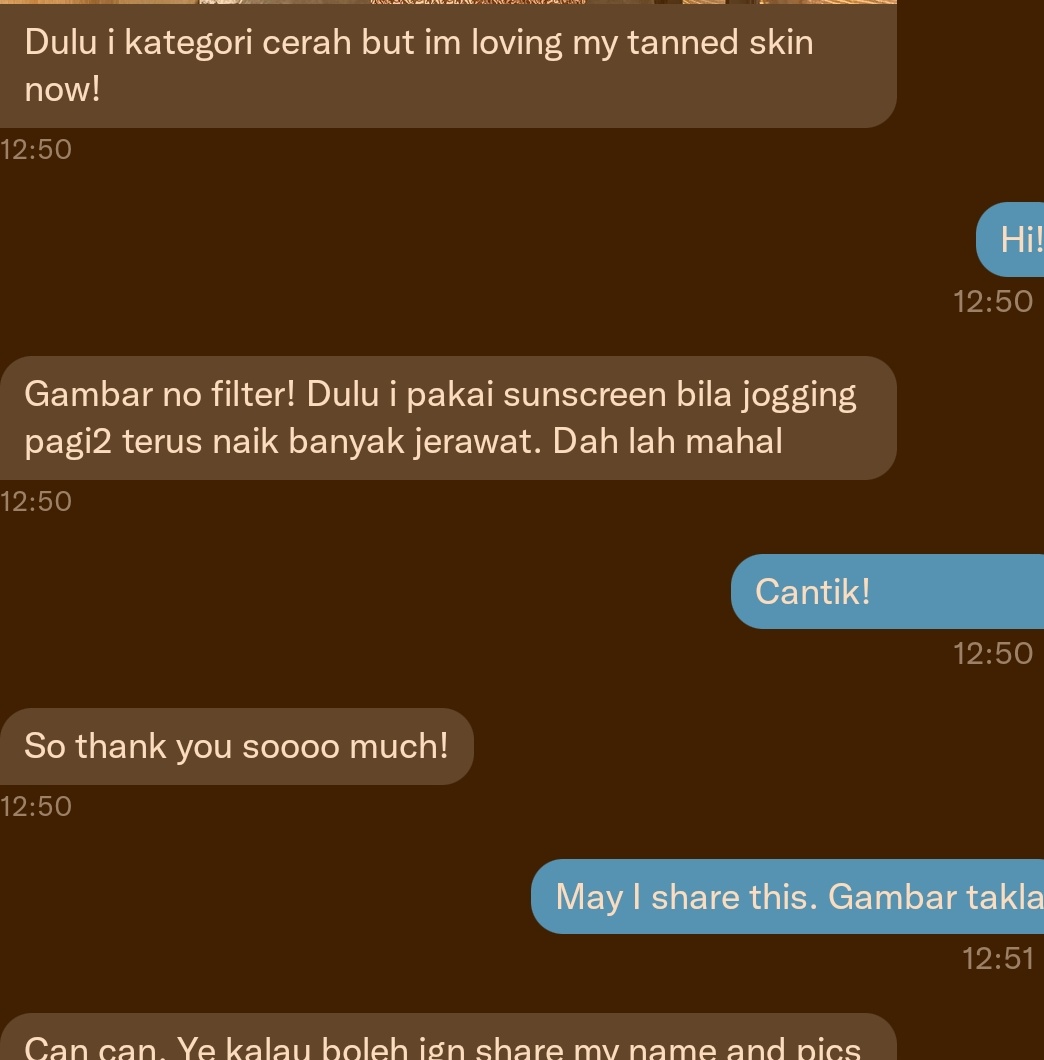 Dulu i kategori cerah but im loving my tanned skin
now!
12:50
Hi!
12:50
Gambar no filter! Dulu i pakai sunscreen bila jogging
pagi2 terus naik banyak jerawat. Dah lah mahal
12:50
Cantik!
12:50
So thank you soooo much!
12:50
May I share this. Gambar takla
12:51
Can can. Ye kalau boleh jgn share my name and pics